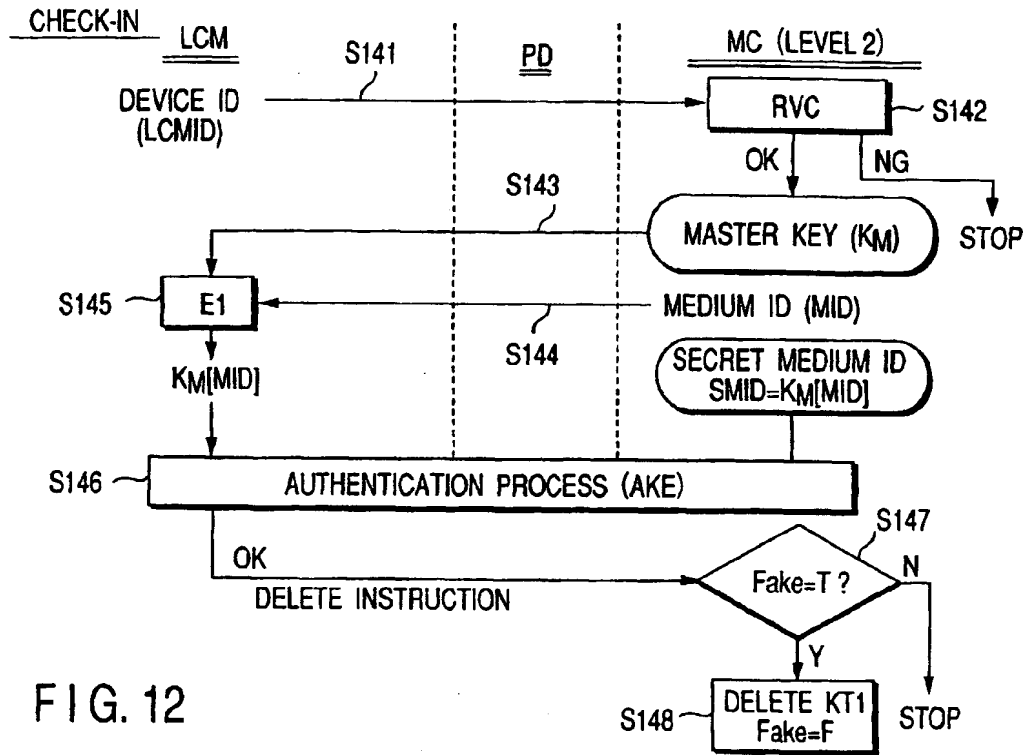 CHECK-IN
LCM
PD
MC (LEVEL 2)
S141
DEVICE ID
(LCMID)
RVC
S142
OK
NG
S143
MASTER KEY (KM)
STOP
S145
E1
MEDIUM ID (MID)
S144
KM[MID]
SECRET MEDIUM ID
SMID=KM[MID]
S146
AUTHENTICATION PROCESS (AKE)
S147
OK
Fake=T ?
N
DELETE INSTRUCTION
Y
FIG. 12
S148
DELETE KT1
Fake=F
STOP